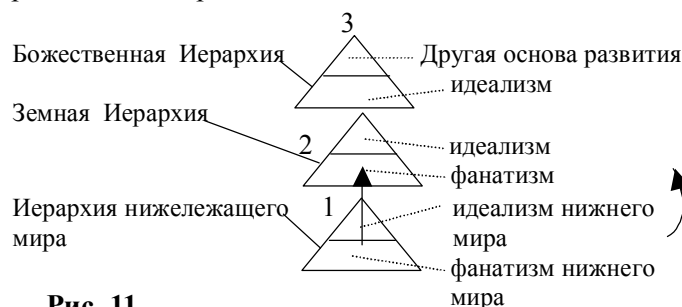 3
Божественная Иерархия
Другая основа развития
идеализм
Земная Иерархия
2
идеализм
фанатизм
Иерархия нижележащего
мира
1
идеализм нижнего
мира
фанатизм нижнего
мира
Рис. 11